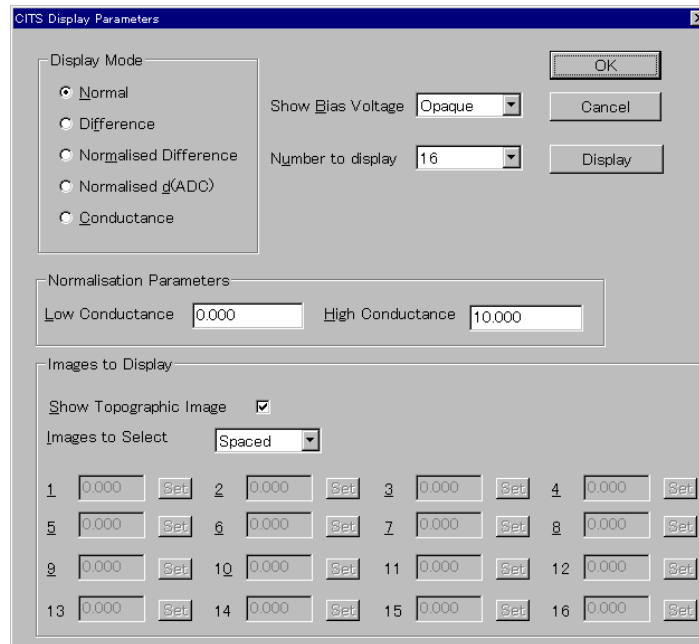 CITS Display Parameters
Display Mode
Normal
Difference
Normalised Difference
Normalised d(ADC)
Conductance
Show Bias Voltage Opaque
Number to display 16
OK
Cancel
Display
Normalisation Parameters
Low Conductance 0.000 High Conductance 10.000
Images to Display
Show Topographic Image
Images to Select Spaced
1 0.000 Set 2 0.000 Set 3 0.000 Set 4 0.000 Set
5 0.000 Set 6 0.000 Set 7 0.000 Set 8 0.000 Set
9 0.000 Set 10 0.000 Set 11 0.000 Set 12 0.000 Set
13 0.000 Set 14 0.000 Set 15 0.000 Set 16 0.000 Set